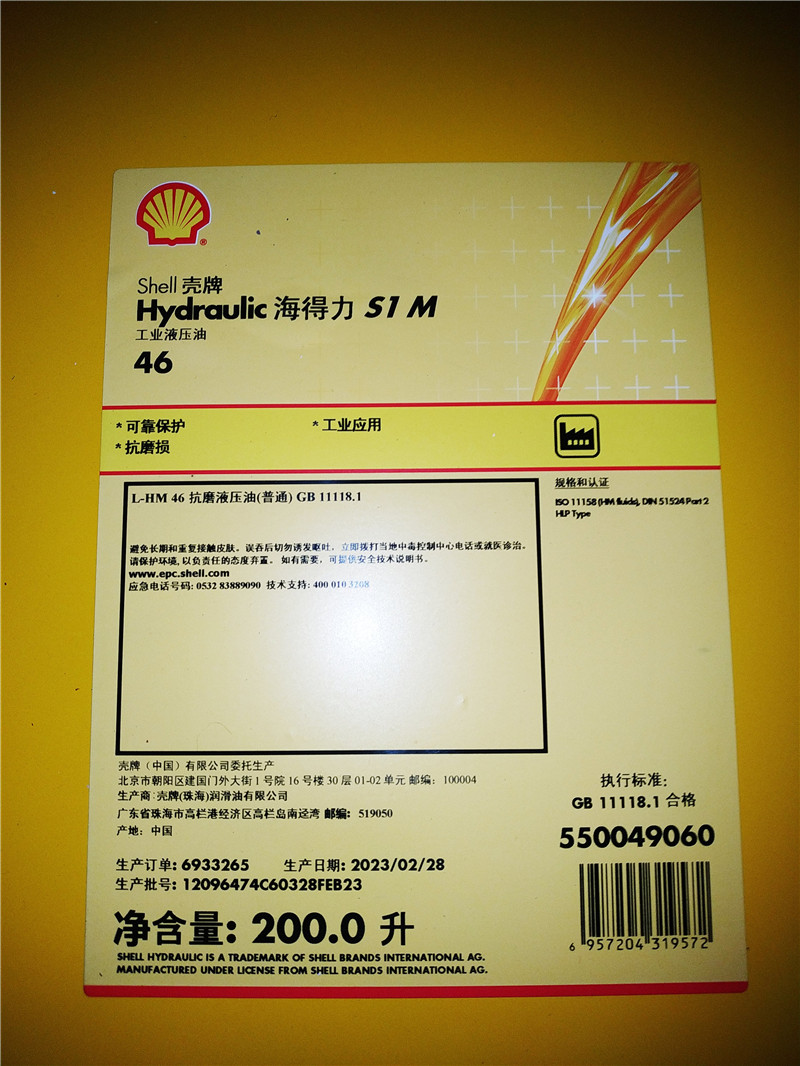 Shell 壳牌
Hydraulic 海得力 S1 M
工业液压油
46
* 可靠保护 * 工业应用
* 抗磨损
L-HM 46 抗磨液压油(普通) GB 11118.1
规格和认证
ISO 11158 (HM fluids), DIN 51524 Part 2
HLP Type
避免长期和重复接触皮肤。误吞后切勿诱发呕吐，立即拨打当地中毒控制中心电话或就医诊治。
请保护环境, 以负责任的态度弃置。 如有需要，可提供安全技术说明书。
www.epc.shell.com
应急电话号码: 0532 83889090 技术支持: 400 010 3208
壳牌（中国）有限公司委托生产
北京市朝阳区建国门外大街 1 号院 16 号楼 30 层 01-02 单元 邮编：100004
生产商: 壳牌(珠海)润滑油有限公司
广东省珠海市高栏港经济区高栏岛南迳湾 邮编: 519050
产地: 中国
执行标准:
GB 11118.1 合格
550049060
生产订单: 6933265 生产日期: 2023/02/28
生产批号: 12096474C60328FEB23
净含量: 200.0 升
6 957204 319572
SHELL HYDRAULIC IS A TRADEMARK OF SHELL BRANDS INTERNATIONAL AG.
MANUFACTURED UNDER LICENSE FROM SHELL BRANDS INTERNATIONAL AG.